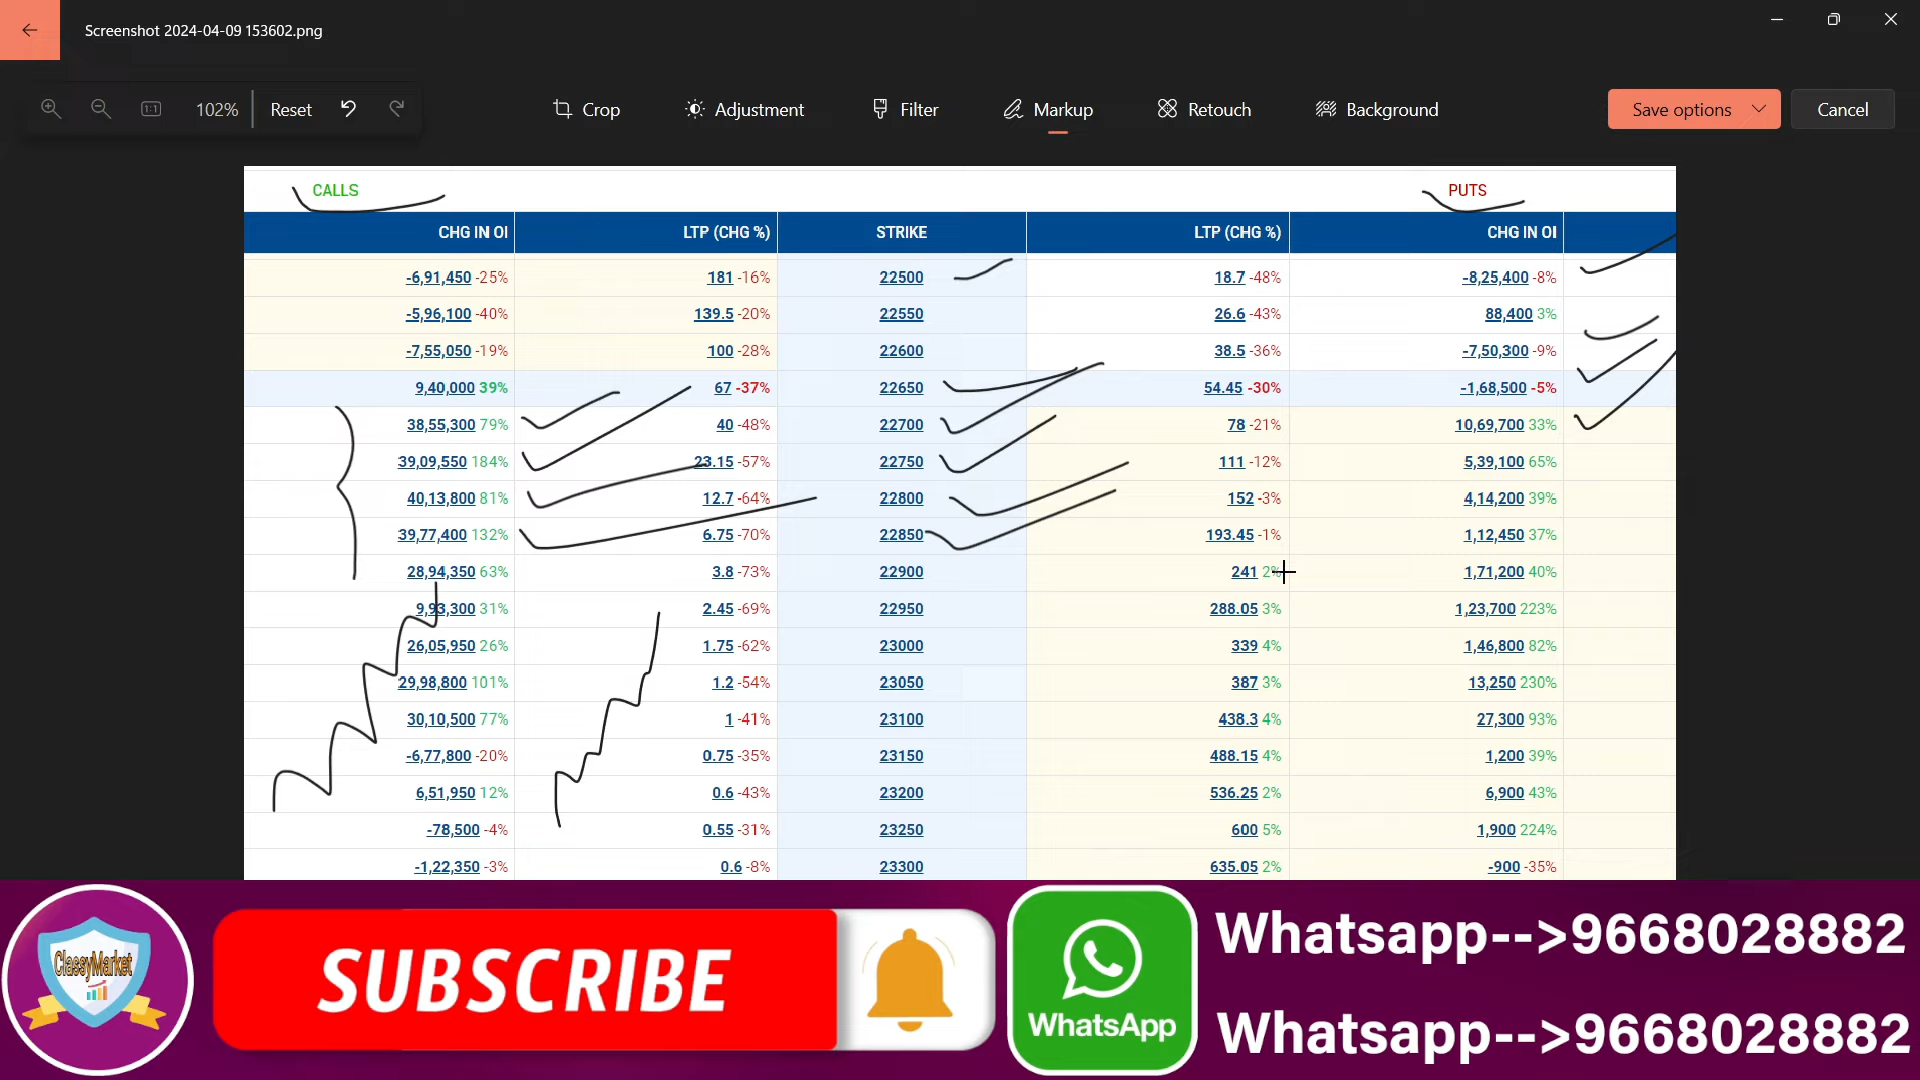 Screenshot 2024-04-09 153602.png
102% Reset Crop Adjustment Filter Markup Retouch Background Save options Cancel
CALLS PUTS
CHG IN OI LTP (CHG %) STRIKE LTP (CHG %) CHG IN OI
-6,91,450 -25% 181 -16% 22500 18.7 -48% -8,25,400 -8%
-5,96,100 -40% 139.5 -20% 22550 26.6 -43% 88,400 3%
-7,55,050 -19% 100 -28% 22600 38.5 -36% -7,50,300 -9%
9,40,000 39% 67 -37% 22650 54.45 -30% -1,68,500 -5%
38,55,300 79% 40 -48% 22700 78 -21% 10,69,700 33%
39,09,550 184% 23.15 -57% 22750 111 -12% 5,39,100 65%
40,13,800 81% 12.7 -64% 22800 152 -3% 4,14,200 39%
39,77,400 132% 6.75 -70% 22850 193.45 -1% 1,12,450 37%
28,94,350 63% 3.8 -73% 22900 241 2% 1,71,200 40%
9,93,300 31% 2.45 -69% 22950 288.05 3% 1,23,700 223%
26,05,950 26% 1.75 -62% 23000 339 4% 1,46,800 82%
29,98,800 101% 1.2 -54% 23050 387 3% 13,250 230%
30,10,500 77% 1 -41% 23100 438.3 4% 27,300 93%
-6,77,800 -20% 0.75 -35% 23150 488.15 4% 1,200 39%
6,51,950 12% 0.6 -43% 23200 536.25 2% 6,900 43%
-78,500 -4% 0.55 -31% 23250 600 5% 1,900 224%
-1,22,350 -3% 0.6 -8% 23300 635.05 2% -900 -35%
ClassyMarket
SUBSCRIBE
WhatsApp
Whatsapp-->9668028882
Whatsapp-->9668028882